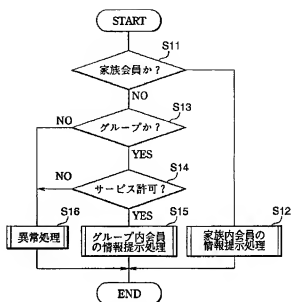 START
S11
家族会員か？
NO
S13
NO
グループか？
YES
S14
NO
サービス許可？
YES
S16
S15
S12
異常処理
グループ内会員
の情報提示処理
家族内会員の
情報提示処理
END